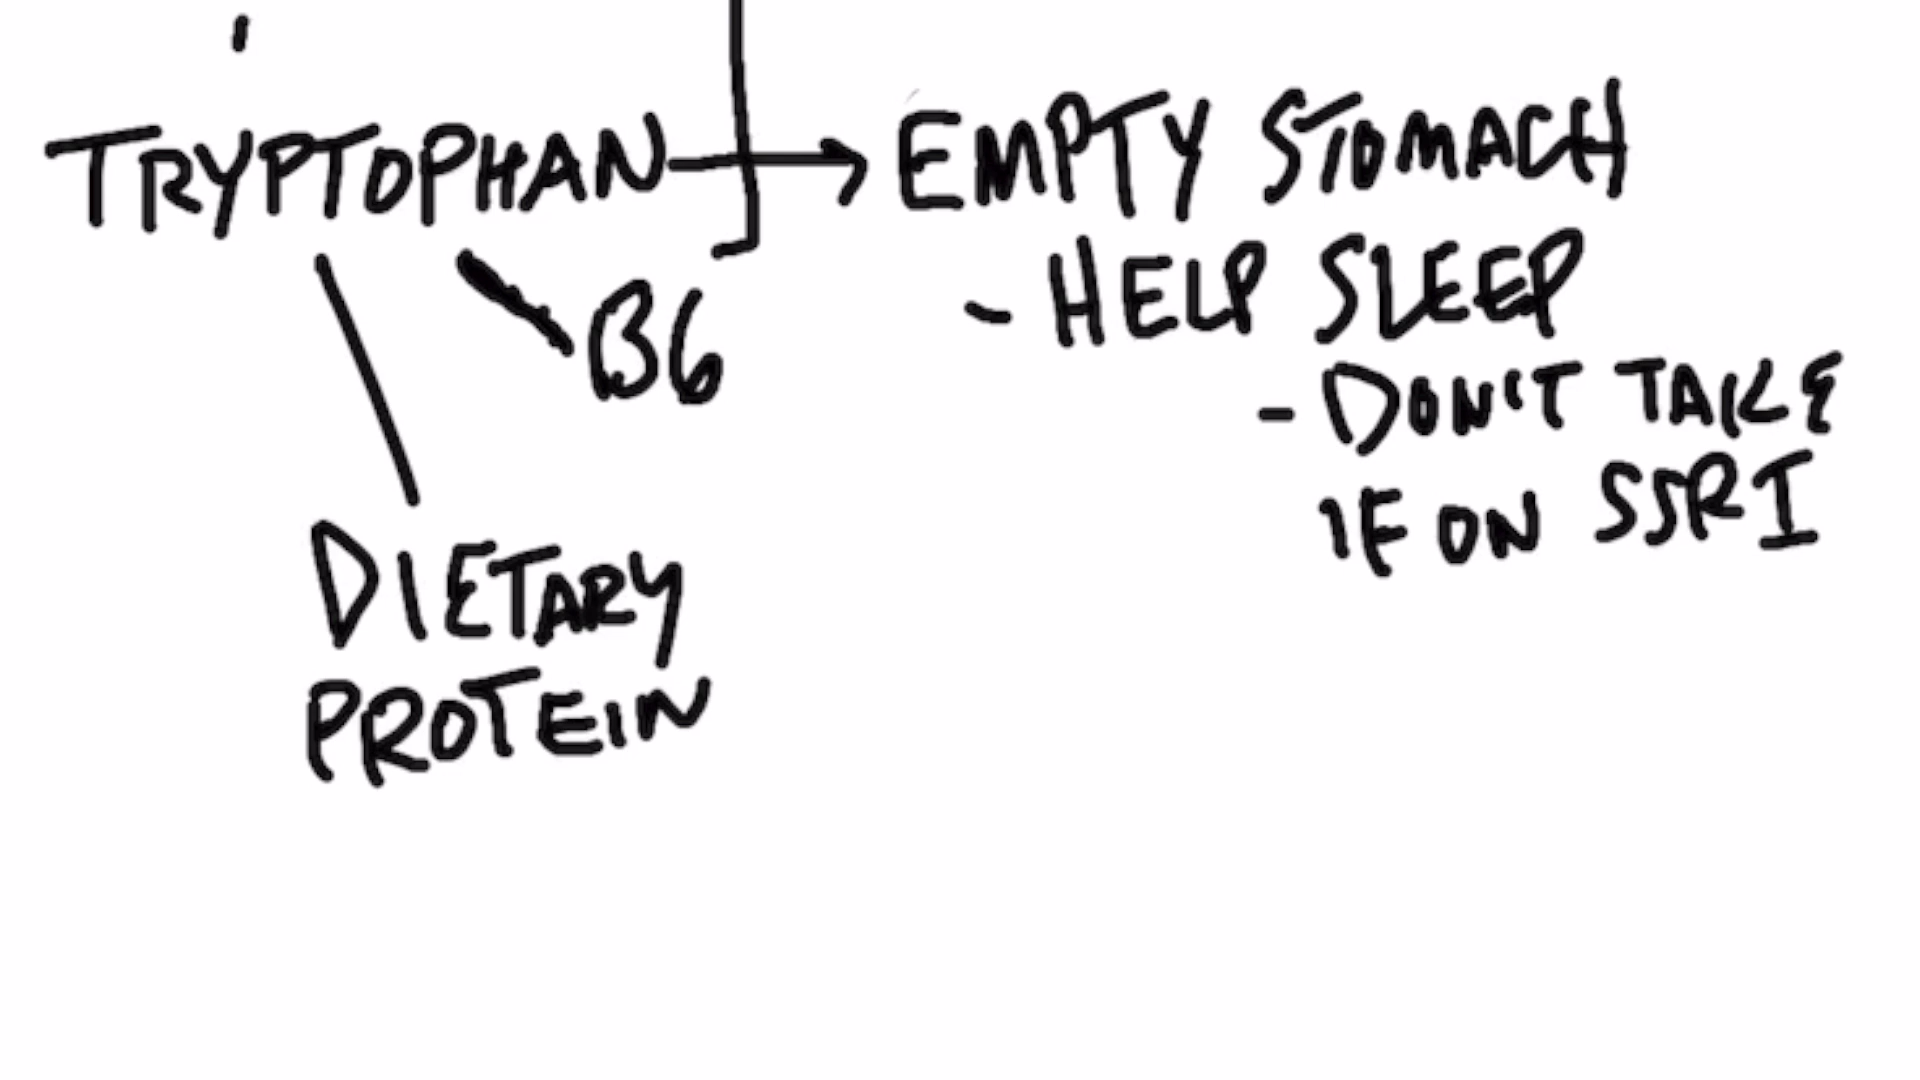 TRYPTOPHAN → EMPTY STOMACH
- HELP SLEEP
B6
- DON'T TAKE
IF ON SSRI
DIETARY
PROTEIN